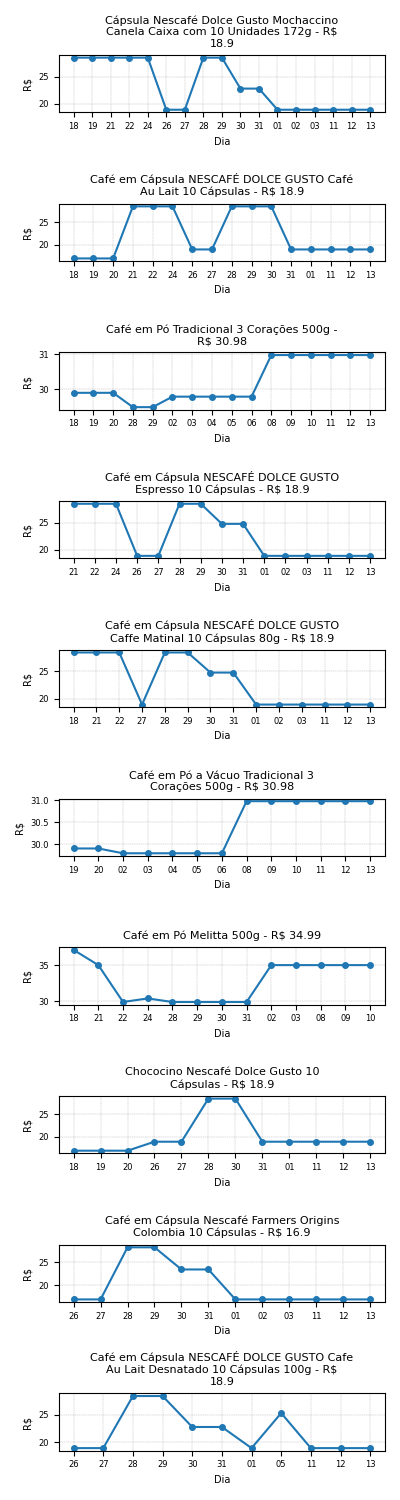 Cápsula Nescafé Dolce Gusto Mochaccino
Canela Caixa com 10 Unidades 172g - R$
18.9
R$
25
20
18 19 21 22 24 26 27 28 29 30 31 01 02 03 11 12 13
Dia
Café em Cápsula NESCAFÉ DOLCE GUSTO Café
Au Lait 10 Cápsulas - R$ 18.9
R$
25
20
18 19 20 21 22 24 26 27 28 29 30 31 01 11 12 13
Dia
Café em Pó Tradicional 3 Corações 500g -
R$ 30.98
R$
31
30
18 19 20 28 29 02 03 04 05 06 08 09 10 11 12 13
Dia
Café em Cápsula NESCAFÉ DOLCE GUSTO
Espresso 10 Cápsulas - R$ 18.9
R$
25
20
21 22 24 26 27 28 29 30 31 01 02 03 11 12 13
Dia
Café em Cápsula NESCAFÉ DOLCE GUSTO
Caffe Matinal 10 Cápsulas 80g - R$ 18.9
R$
25
20
18 21 22 27 28 29 30 31 01 02 03 11 12 13
Dia
Café em Pó a Vácuo Tradicional 3
Corações 500g - R$ 30.98
R$
31.0
30.5
30.0
19 20 02 03 04 05 06 08 09 10 11 12 13
Dia
Café em Pó Melitta 500g - R$ 34.99
R$
35
30
18 21 22 24 28 29 30 31 02 03 08 09 10
Dia
Chococino Nescafé Dolce Gusto 10
Cápsulas - R$ 18.9
R$
25
20
18 19 20 26 27 28 30 31 01 11 12 13
Dia
Café em Cápsula Nescafé Farmers Origins
Colombia 10 Cápsulas - R$ 16.9
R$
25
20
26 27 28 29 30 31 01 02 03 11 12 13
Dia
Café em Cápsula NESCAFÉ DOLCE GUSTO Cafe
Au Lait Desnatado 10 Cápsulas 100g - R$
18.9
R$
25
20
26 27 28 29 30 31 01 05 11 12 13
Dia